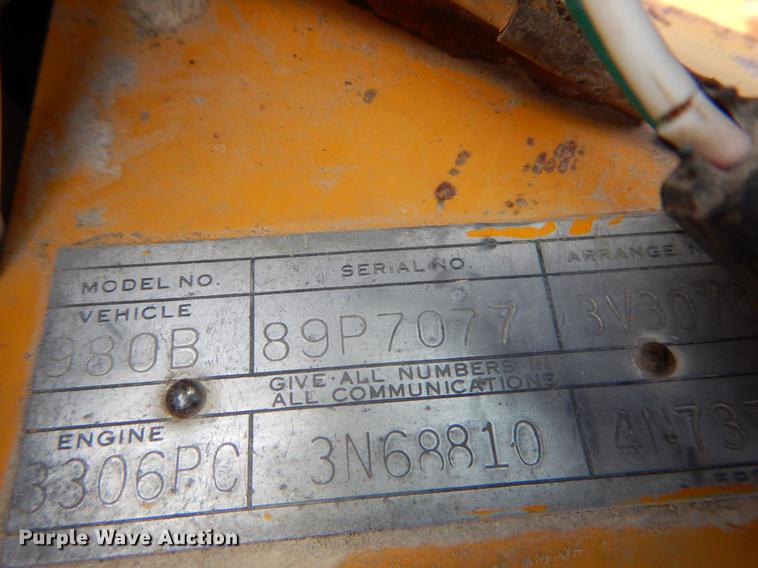 MODEL NO. SERIAL NO. ARRANGE
VEHICLE
980B 89P7077
GIVE ALL NUMBERS IN
ALL COMMUNICATIONS
ENGINE
3306PC 3N68810
Purple Wave Auction®